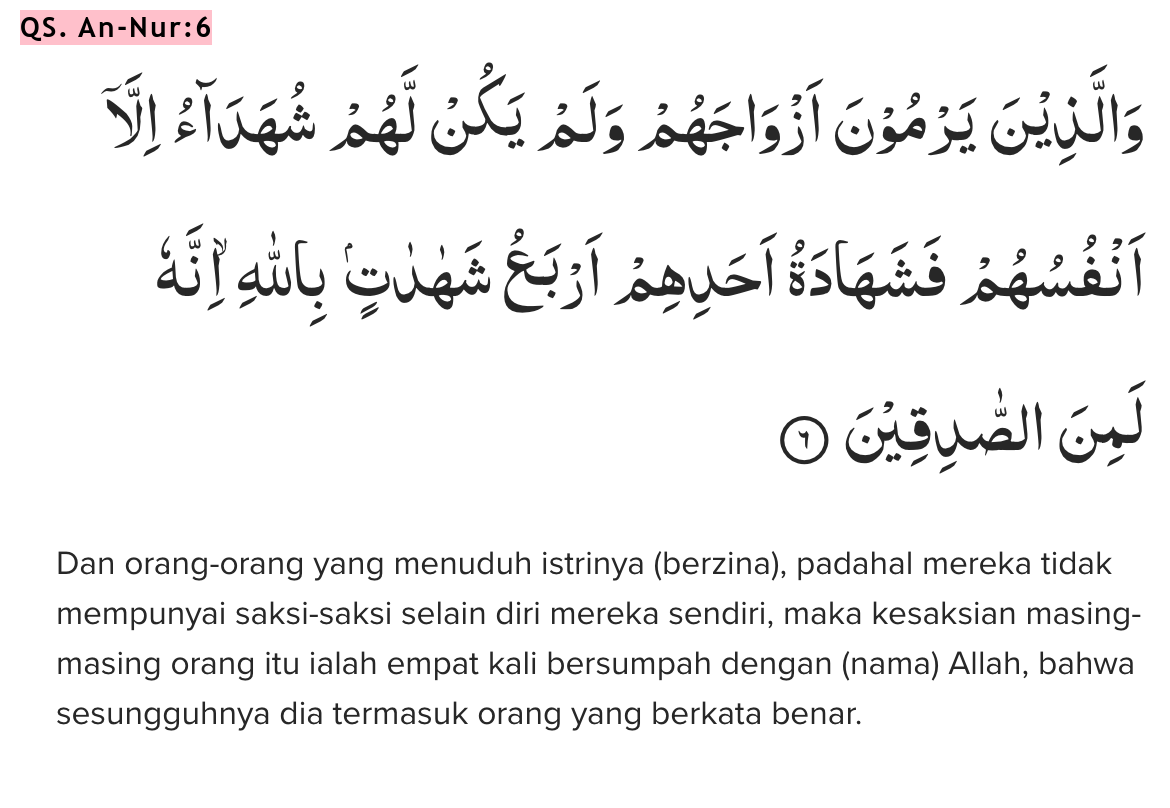 QS. An-Nur:6
وَالَّذِيْنَ يَرْمُوْنَ اَزْوَاجَهُمْ وَلَمْ يَكُنْ لَّهُمْ شُهَدَاۤءُ اِلَّآ
اَنْفُسُهُمْ فَشَهَادَةُ اَحَدِهِمْ اَرْبَعُ شَهٰدٰتٍۢ بِاللّٰهِ ۙاِنَّهٗ
لَمِنَ الصّٰدِقِيْنَ ٦
Dan orang-orang yang menuduh istrinya (berzina), padahal mereka tidak
mempunyai saksi-saksi selain diri mereka sendiri, maka kesaksian masing-
masing orang itu ialah empat kali bersumpah dengan (nama) Allah, bahwa
sesungguhnya dia termasuk orang yang berkata benar.